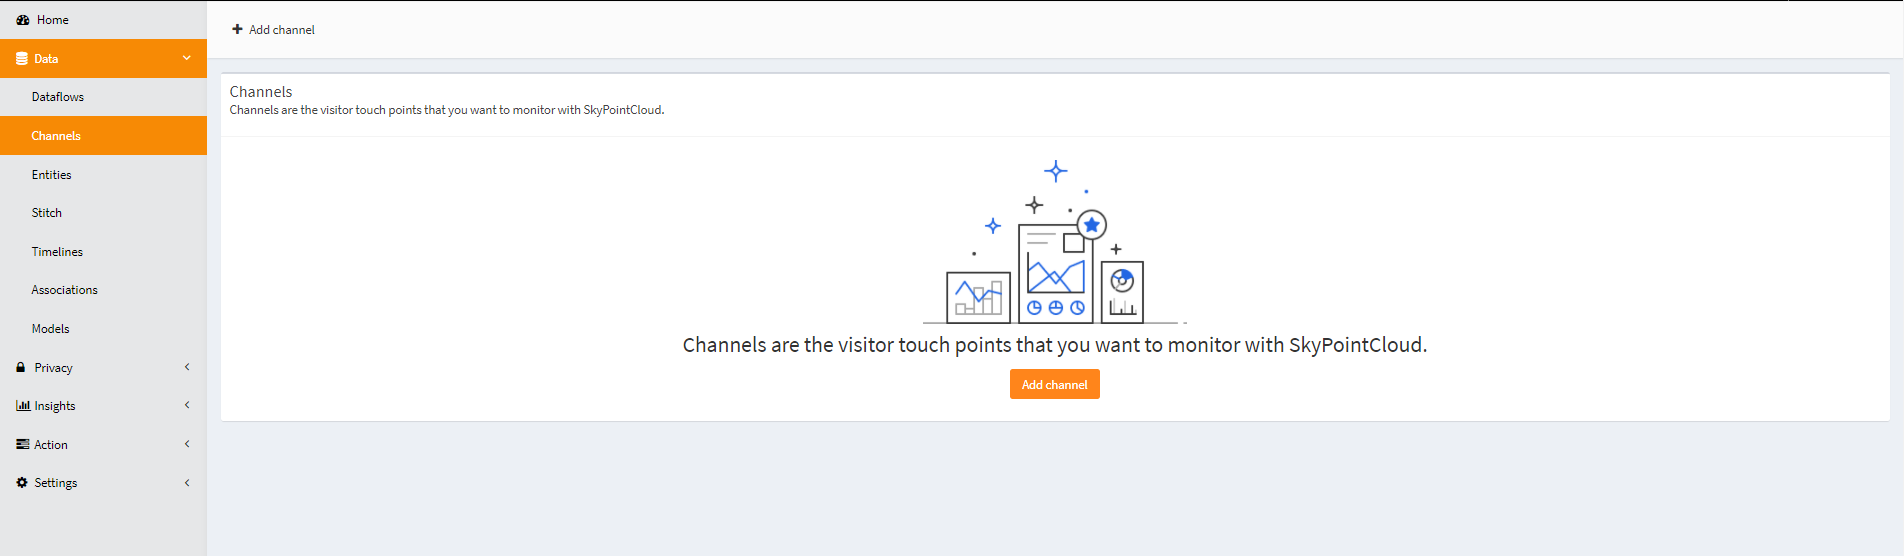 Home
Data
Dataflows
Channels
Entities
Stitch
Timelines
Associations
Models
Privacy
Insights
Action
Settings
Add channel
Channels
Channels are the visitor touch points that you want to monitor with SkyPointCloud.
Channels are the visitor touch points that you want to monitor with SkyPointCloud.
Add channel